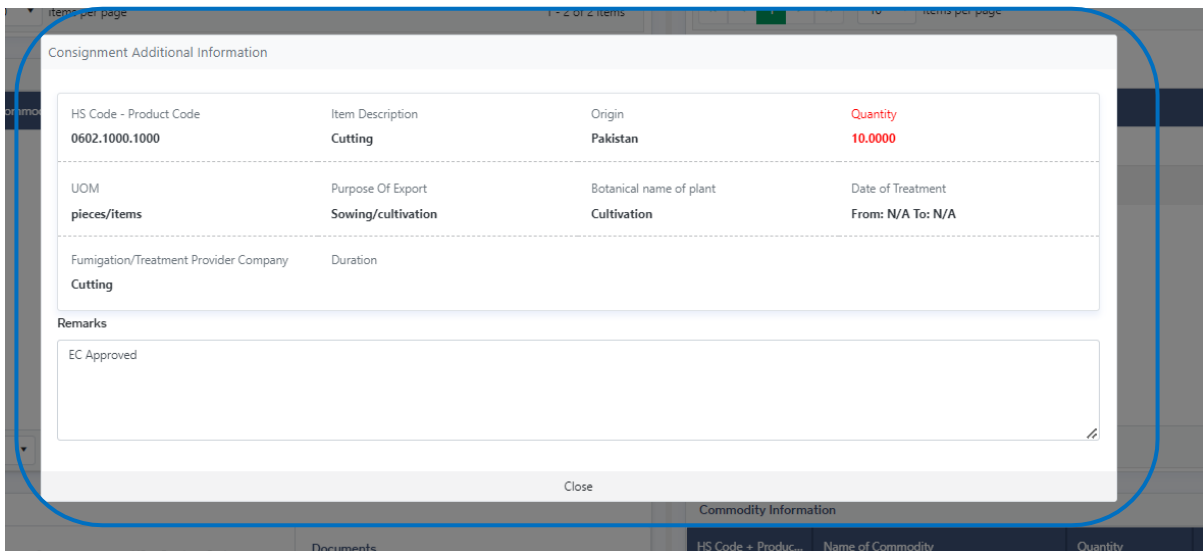 items per page 1 - 2 of 2 items 10 items per page
Consignment Additional Information
HS Code - Product Code Item Description Origin Quantity
0602.1000.1000 Cutting Pakistan 10.0000
UOM Purpose Of Export Botanical name of plant Date of Treatment
pieces/items Sowing/cultivation Cultivation From: N/A To: N/A
Fumigation/Treatment Provider Company Duration
Cutting
Remarks
EC Approved
Close
Commodity Information
Documents HS Code + Produc... Name of Commodity Quantity